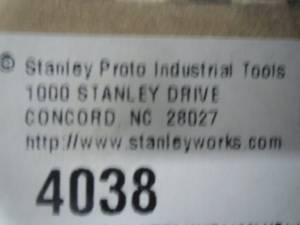 © Stanley Proto Industrial Tools
1000 STANLEY DRIVE
CONCORD, NC 28027
http://www.stanleyworks.com
4038